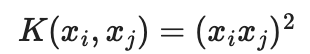 K(x_i, x_j) = (x_i x_j)^2